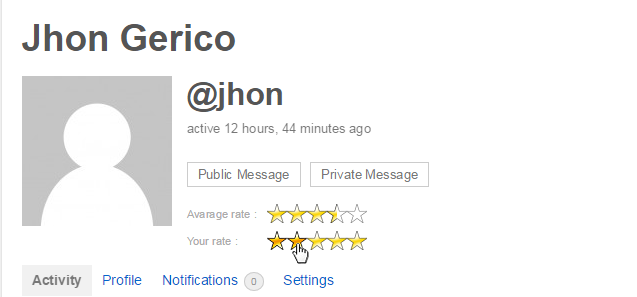 Jhon Gerico
@jhon
active 12 hours, 44 minutes ago
Public Message Private Message
Avarage rate :
Your rate :
Activity Profile Notifications 0 Settings